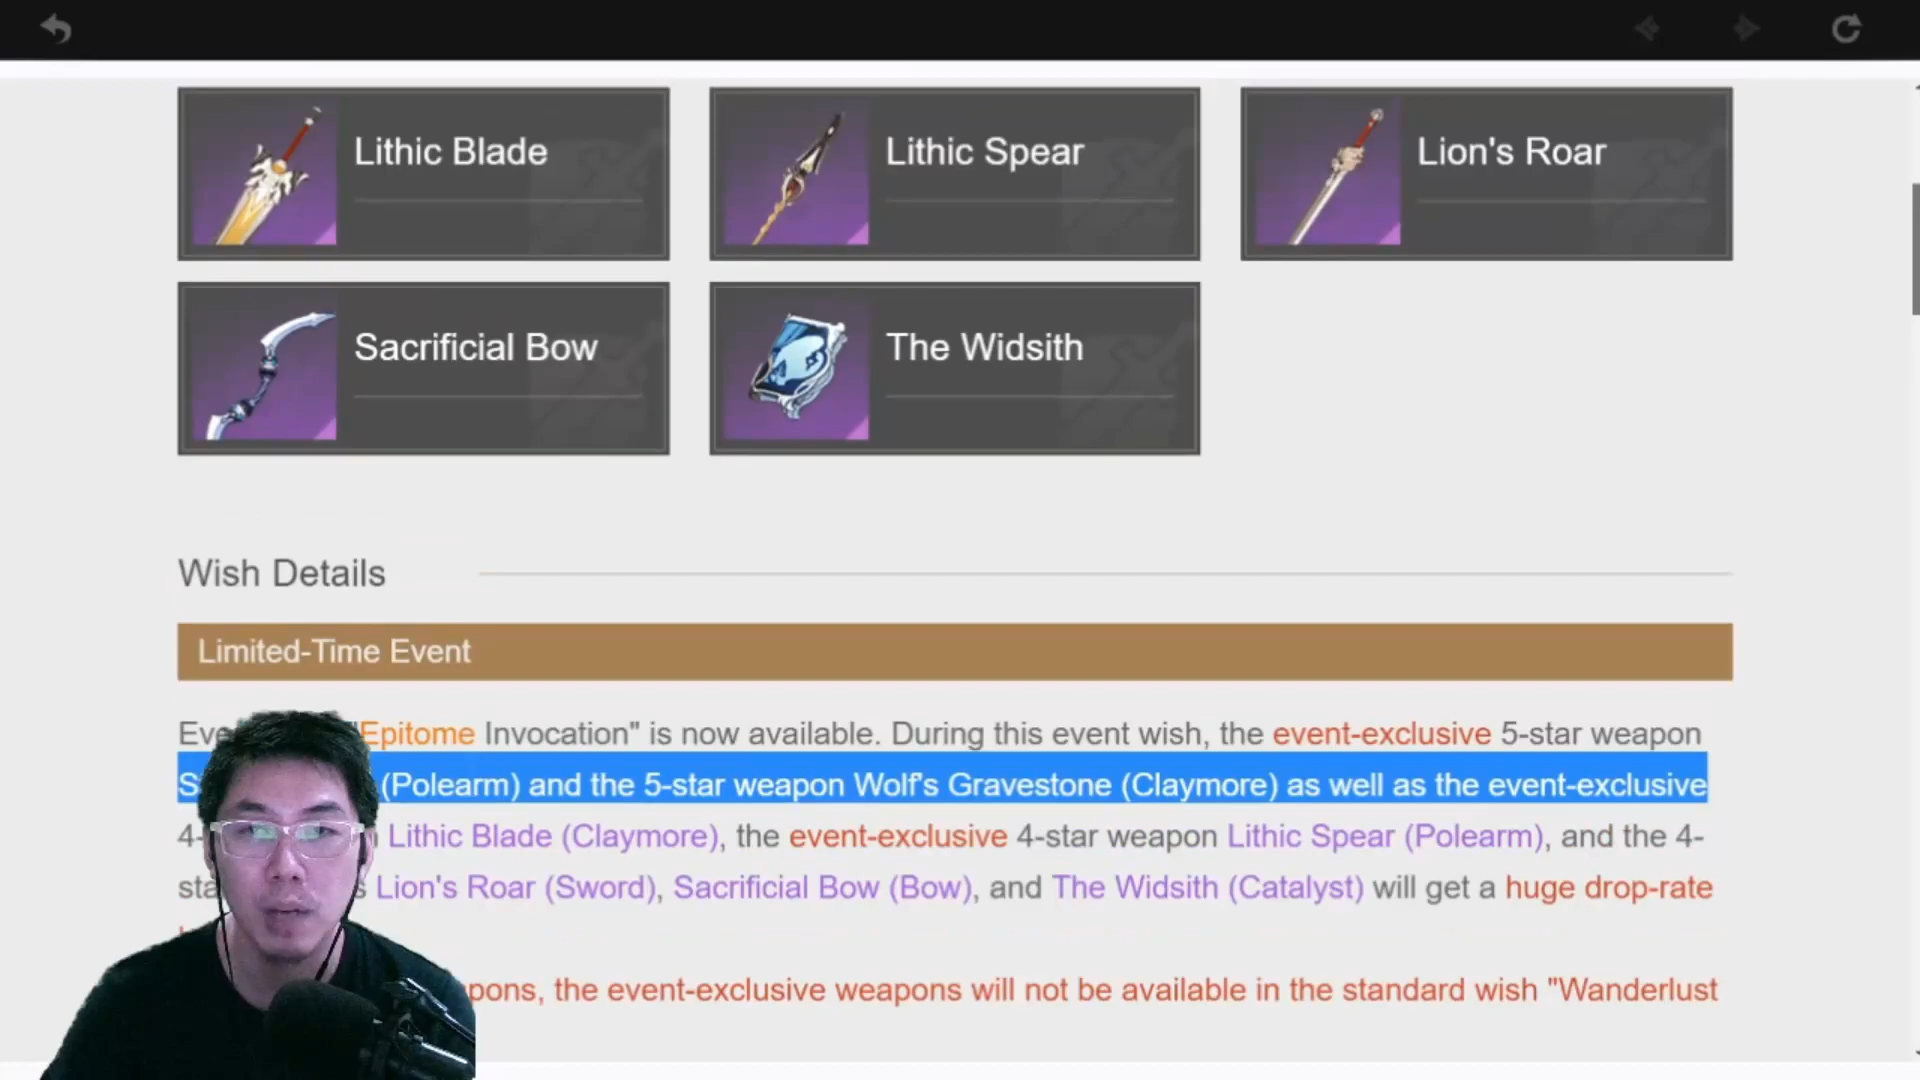 Lithic Blade
Lithic Spear
Lion's Roar
Sacrificial Bow
The Widsith
Wish Details
Limited-Time Event
"Epitome Invocation" is now available. During this event wish, the event-exclusive 5-star weapon
(Polearm) and the 5-star weapon Wolf's Gravestone (Claymore) as well as the event-exclusive
4- Lithic Blade (Claymore), the event-exclusive 4-star weapon Lithic Spear (Polearm), and the 4-
Lion's Roar (Sword), Sacrificial Bow (Bow), and The Widsith (Catalyst) will get a huge drop-rate
the event-exclusive weapons will not be available in the standard wish "Wanderlust